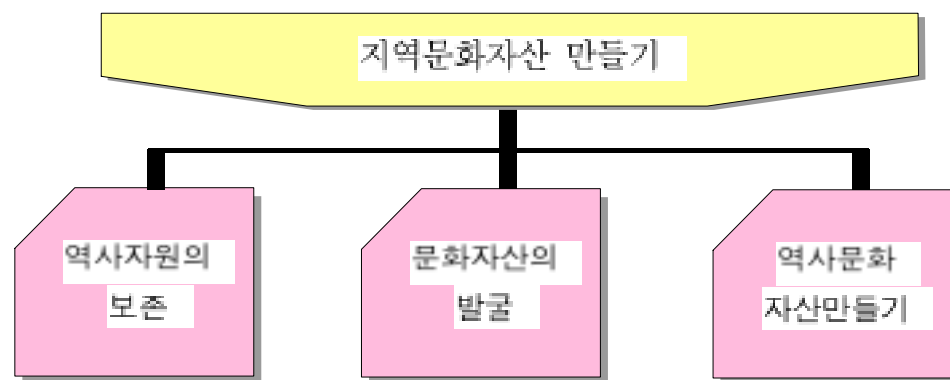 지역문화자산 만들기
역사자원의
보존
문화자산의
발굴
역사문화
자산만들기